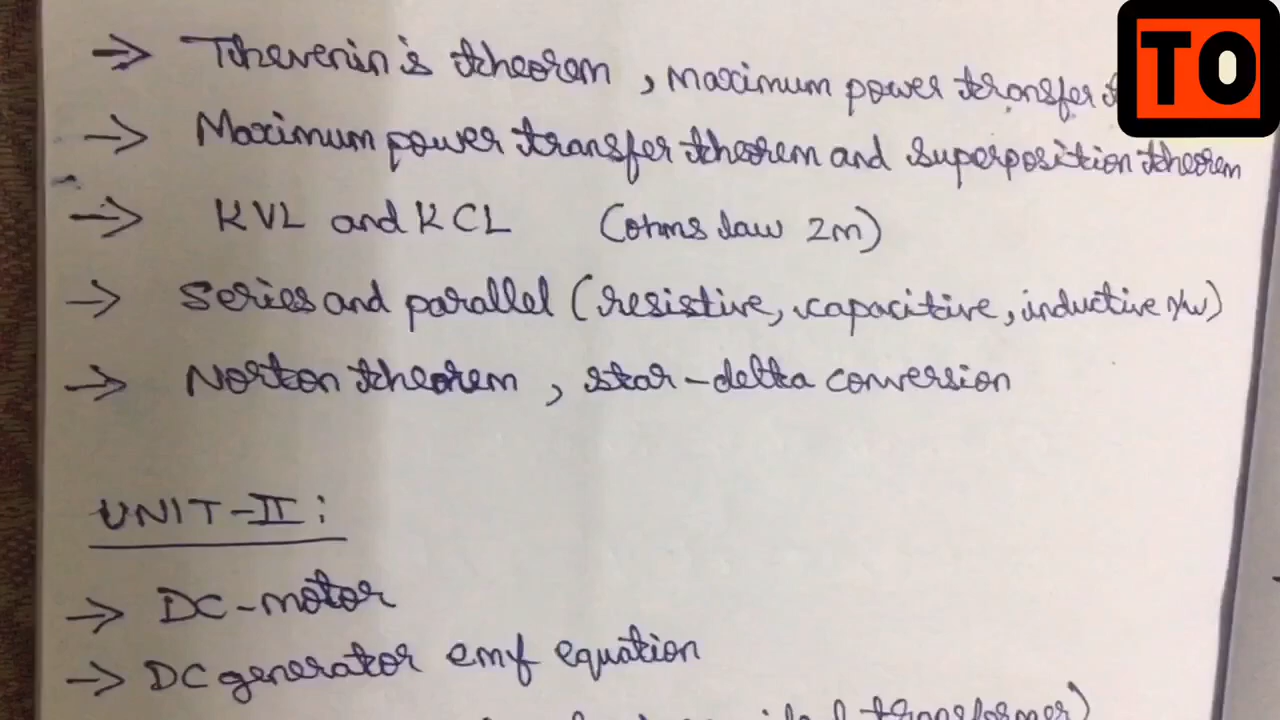 → Thevenin's theorem, Maximum power transfer
TO
→ Maximum power transfer theorem and superposition theorem
→ KVL and KCL (ohms law 2m)
→ series and parallel (resistive, capacitive, inductive n/w)
→ Norton theorem, star-delta conversion
UNIT-II:
→ DC-motor
→ DC generator emf equation
transformer)